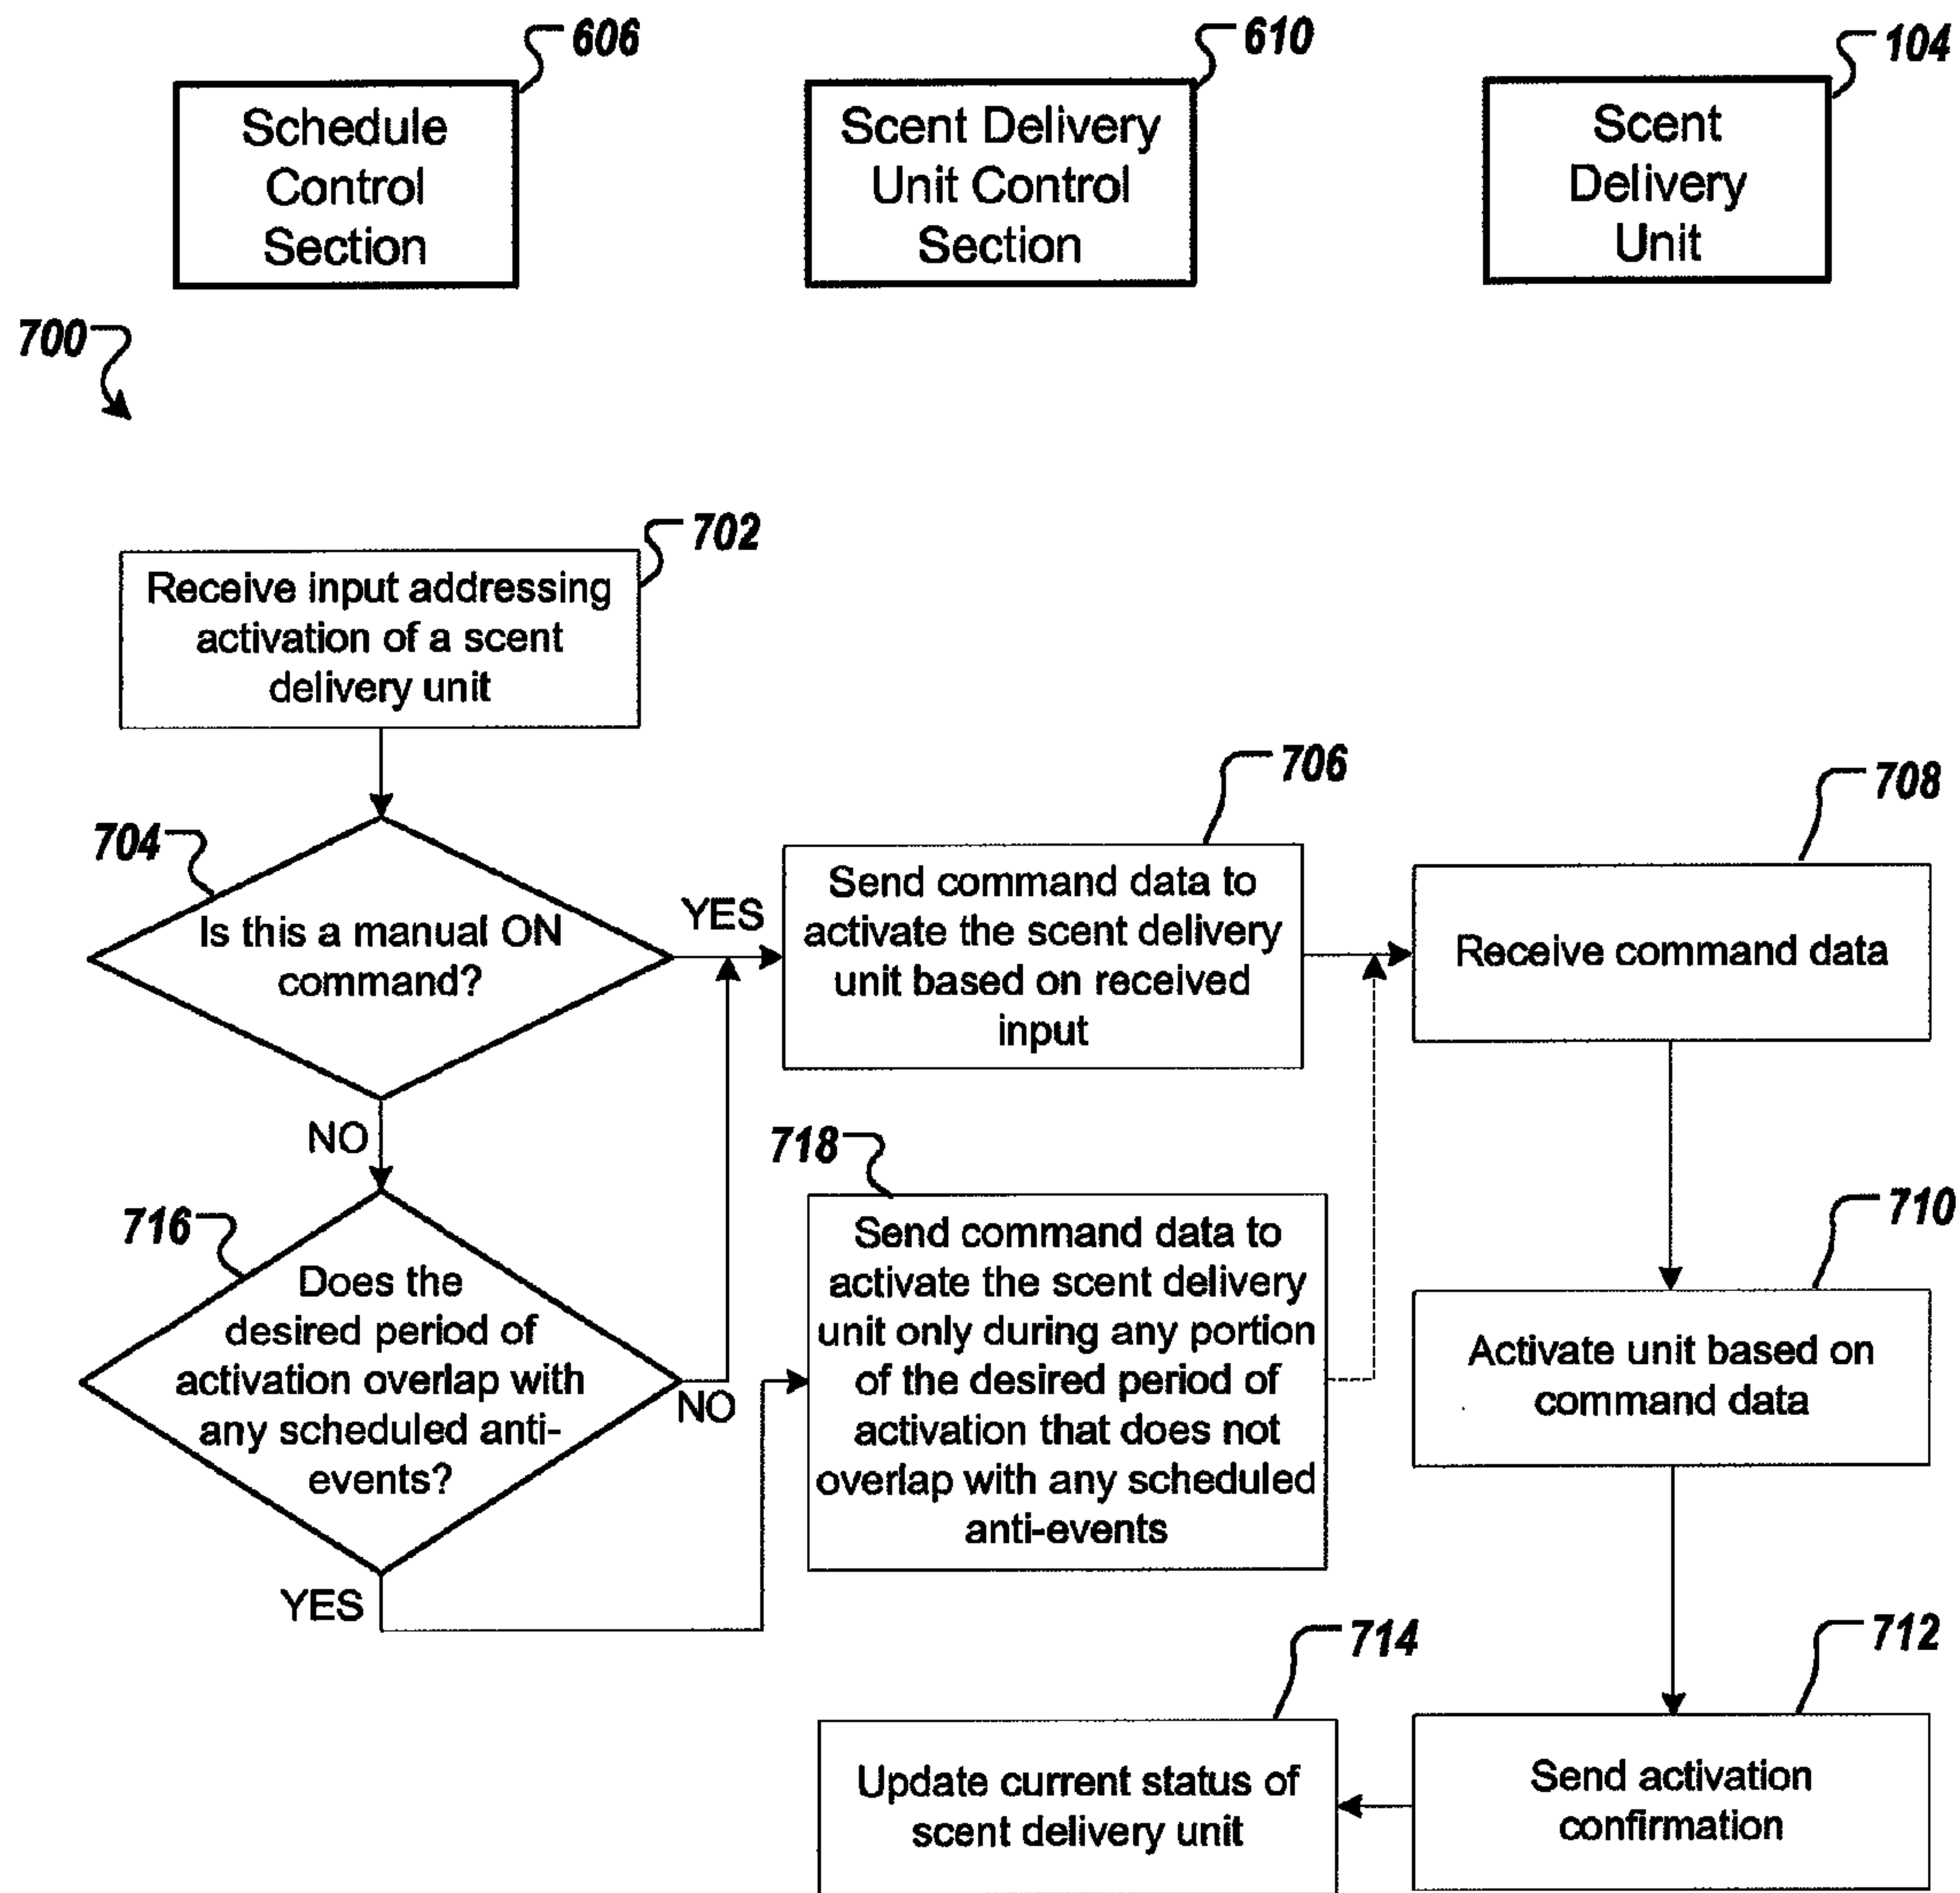 606
Schedule
Control
Section
610
Scent Delivery
Unit Control
Section
104
Scent
Delivery
Unit
700
702
Receive input addressing
activation of a scent
delivery unit
704
Is this a manual ON
command?
YES
NO
706
Send command data to
activate the scent delivery
unit based on received
input
708
Receive command data
716
Does the
desired period of
activation overlap with
any scheduled anti-
events?
NO
YES
718
Send command data to
activate the scent delivery
unit only during any portion
of the desired period of
activation that does not
overlap with any scheduled
anti-events
710
Activate unit based on
command data
712
Send activation
confirmation
714
Update current status of
scent delivery unit